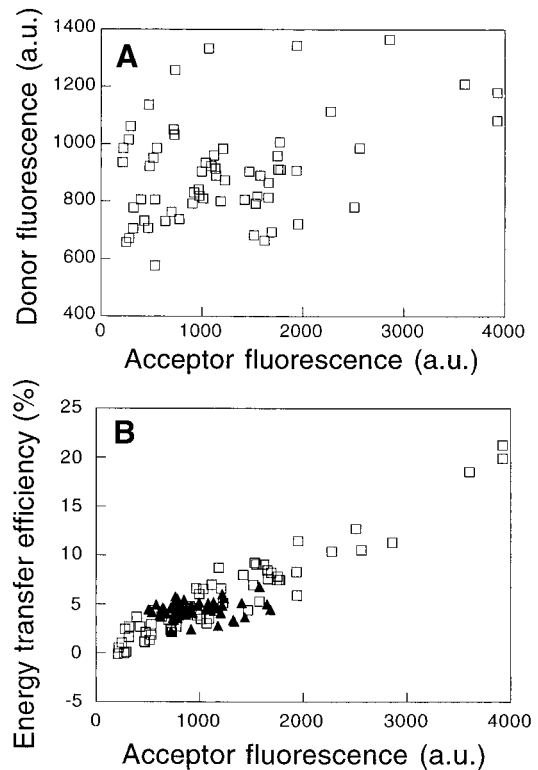 A
Donor fluorescence (a.u.)
1400
1200
1000
800
600
400
0 1000 2000 3000 4000
Acceptor fluorescence (a.u.)
B
Energy transfer efficiency (%)
25
20
15
10
5
0
-5
0 1000 2000 3000 4000
Acceptor fluorescence (a.u.)